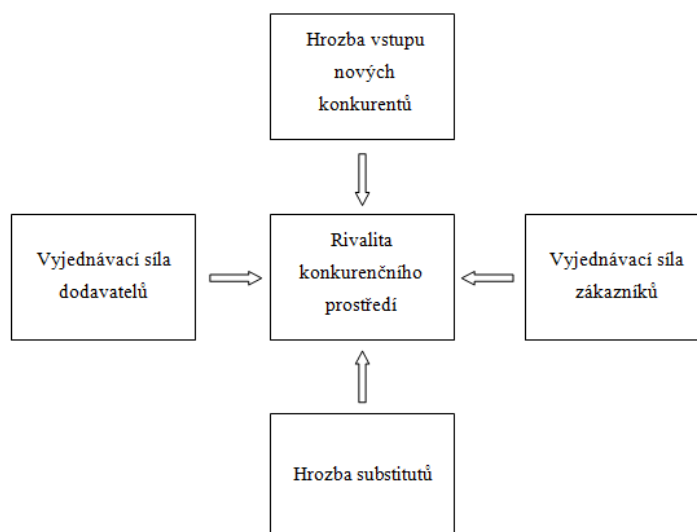 Hrozba vstupu
nových
konkurentů
Vyjednávací síla
dodavatelů
Rivalita
konkurenčního
prostředí
Vyjednávací síla
zákazníků
Hrozba substitutů